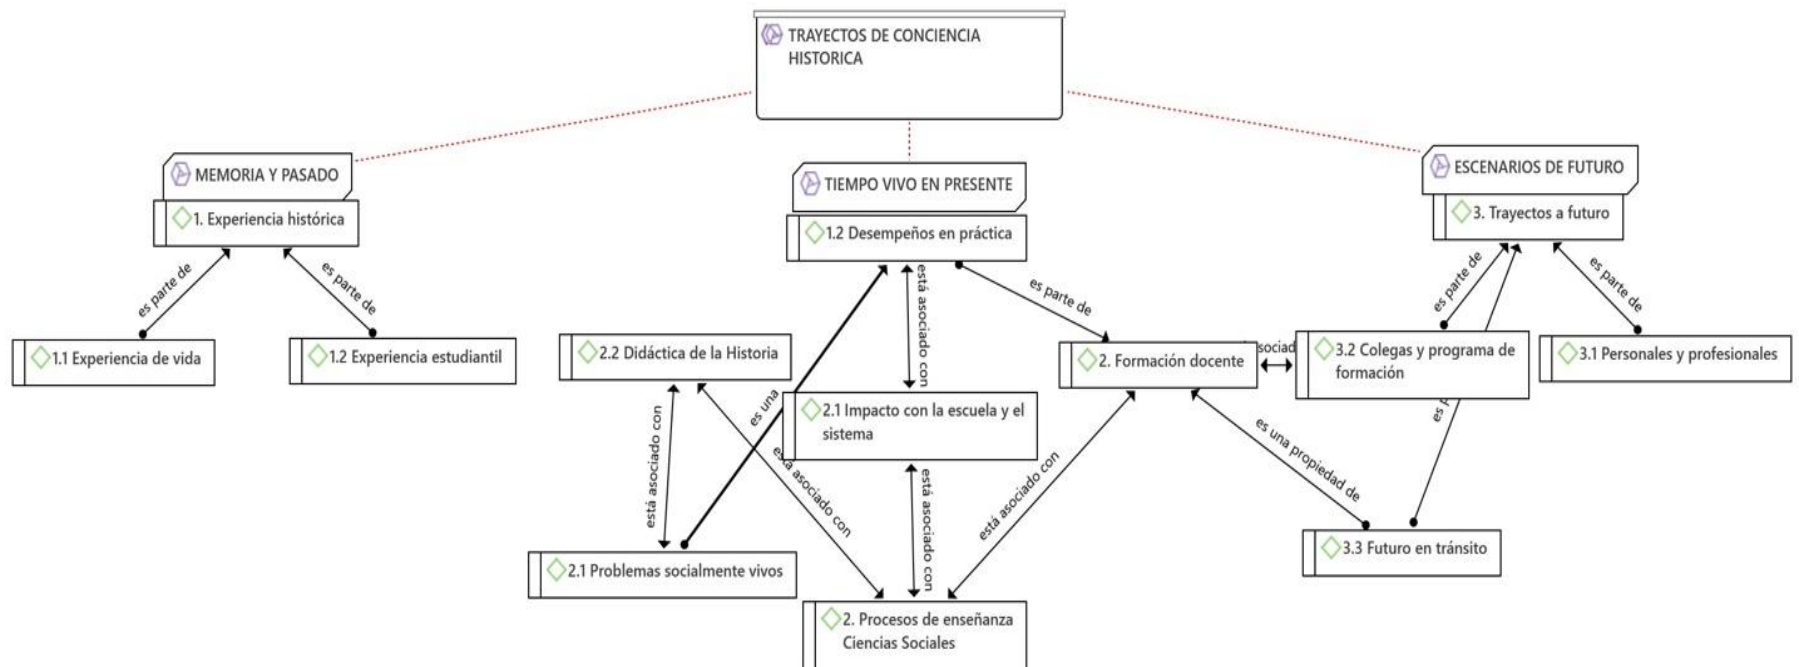 TRAYECTOS DE CONCIENCIA
HISTORICA
MEMORIA Y PASADO
1. Experiencia histórica
es parte de
es parte de
1.1 Experiencia de vida
1.2 Experiencia estudiantil
TIEMPO VIVO EN PRESENTE
1.2 Desempeños en práctica
está asociado con
es parte de
2.2 Didáctica de la Historia
es una
2.1 Impacto con la escuela y el
sistema
2. Formación docente
está asociado con
está asociado con
está asociado con
está asociado con
2.1 Problemas socialmente vivos
2. Procesos de enseñanza
Ciencias Sociales
ESCENARIOS DE FUTURO
3. Trayectos a futuro
es parte de
es parte de
sociad
3.2 Colegas y programa de
formación
3.1 Personales y profesionales
es una propiedad de
es p
3.3 Futuro en tránsito